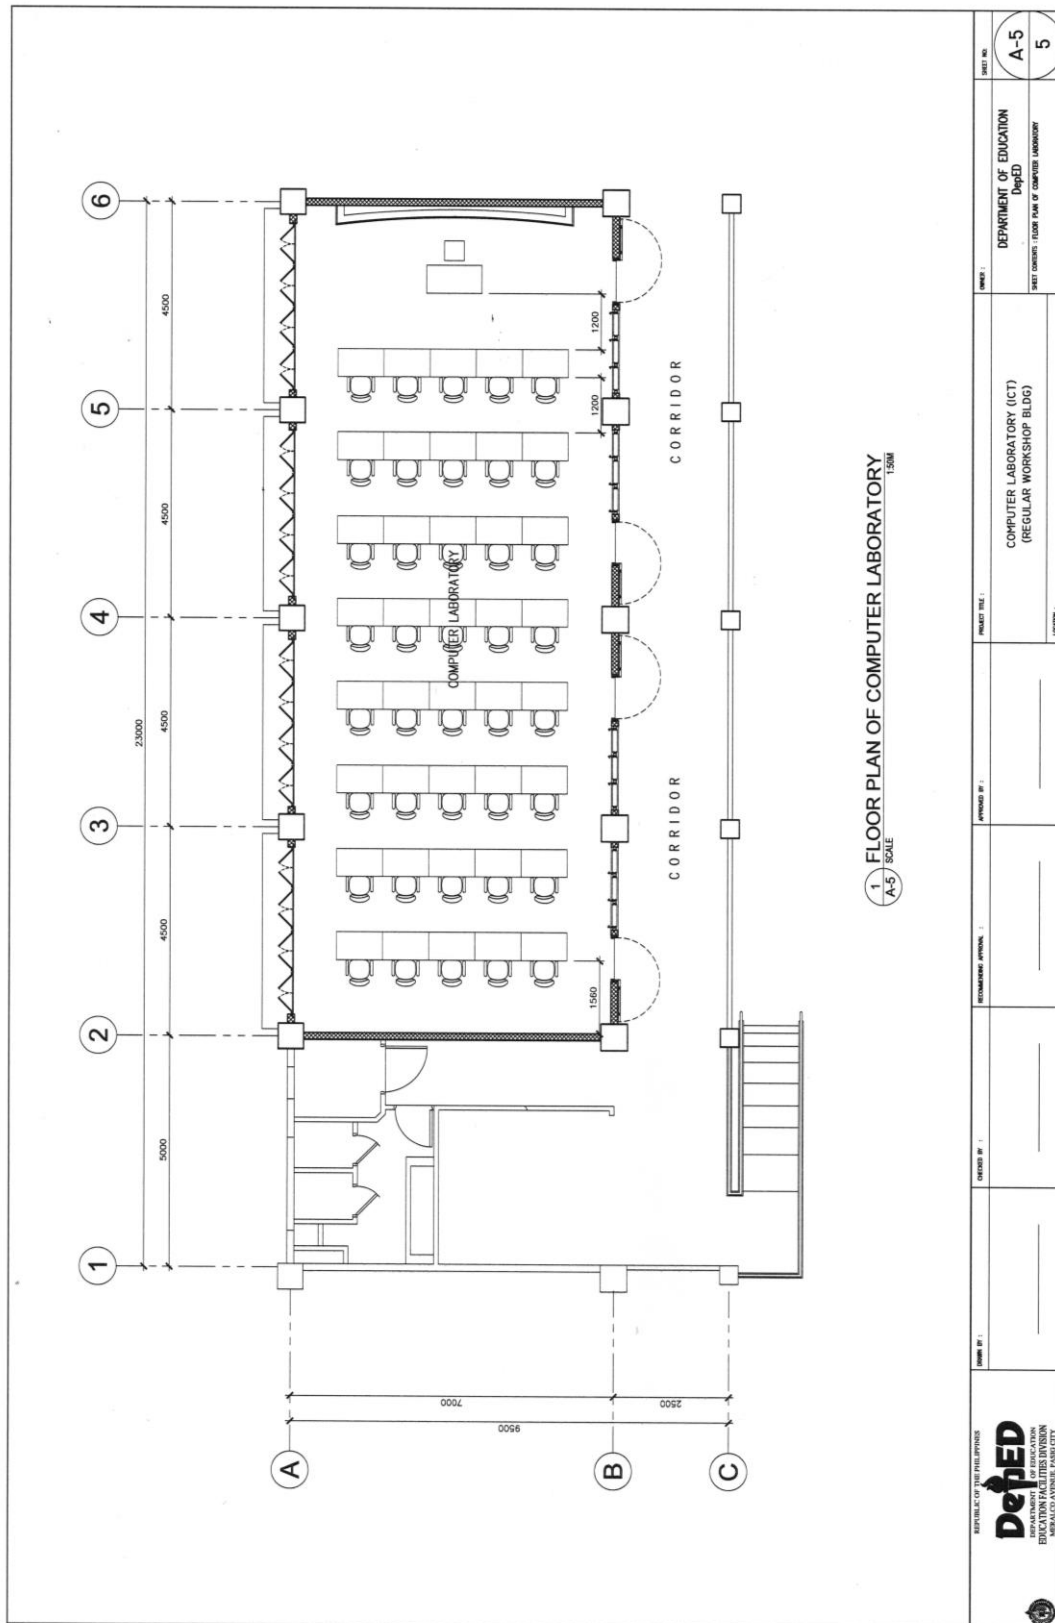 6
5
4
3
2
1
23000
4500
4500
4500
4500
5000
1200
1200
1560
COMPUTER LABORATORY
CORRIDOR
CORRIDOR
A
B
C
7000
2500
9500
1
A-5
FLOOR PLAN OF COMPUTER LABORATORY
SCALE
1:50M
REPUBLIC OF THE PHILIPPINES
DepED
DEPARTMENT OF EDUCATION
EDUCATION FACILITIES DIVISION
MERALCO AVENUE, PASIG CITY
DRAWN BY :
CHECKED BY :
RECOMMENDING APPROVAL :
APPROVED BY :
PROJECT TITLE :
COMPUTER LABORATORY (ICT)
(REGULAR WORKSHOP BLDG)
OWNER :
DEPARTMENT OF EDUCATION
DepED
SHEET CONTENTS : FLOOR PLAN OF COMPUTER LABORATORY
SHEET NO:
A-5
5